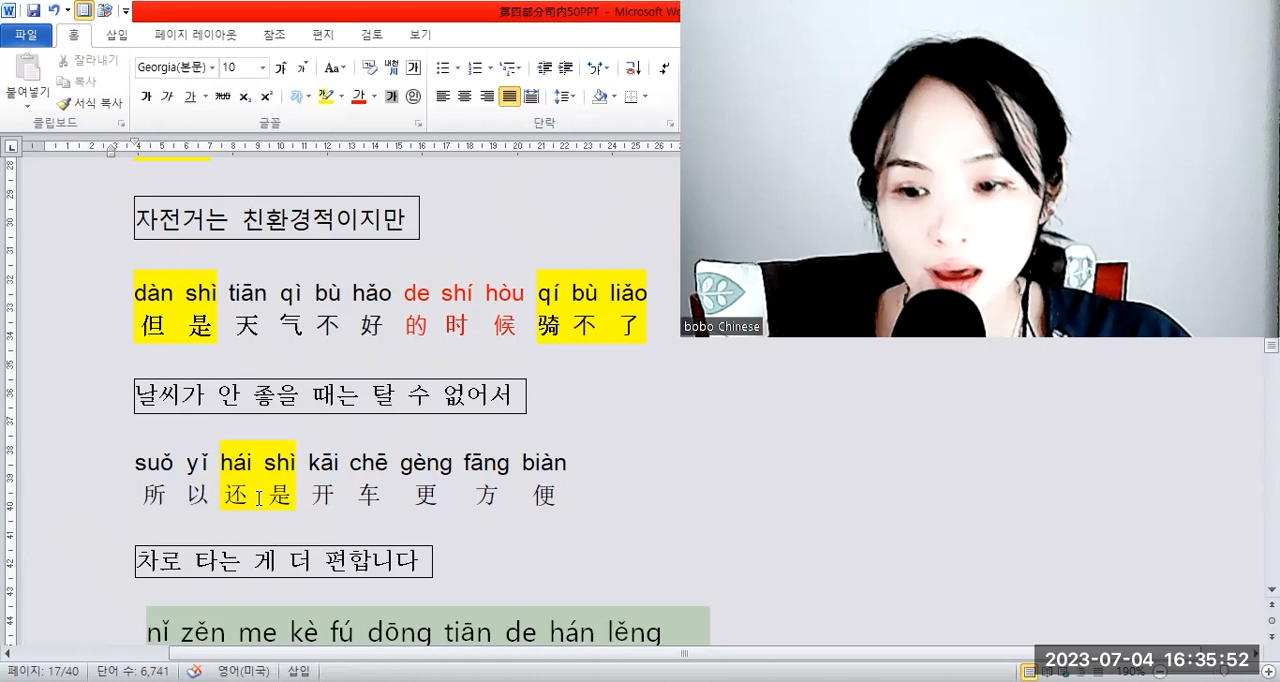 第四部分司内50PPT - Microsoft Wo
파일 홈 삽입 페이지 레이아웃 참조 편지 검토 보기
붙여넣기
잘라내기
복사
서식 복사
클립보드
Georgia(본문) 10
글꼴
단락
자전거는 친환경적이지만
dàn shì tiān qì bù hǎo de shí hòu qí bù liǎo
但 是 天 气 不 好 的 时 候 骑 不 了
날씨가 안 좋을 때는 탈 수 없어서
suǒ yǐ hái shì kāi chē gèng fāng biàn
所 以 还 是 开 车 更 方 便
차로 타는 게 더 편합니다
nǐ zěn me kè fú dōng tiān de hán lěng
bobo Chinese
페이지: 17/40 단어 수: 6,741 영어(미국) 삽입
190%
2023-07-04 16:35:52